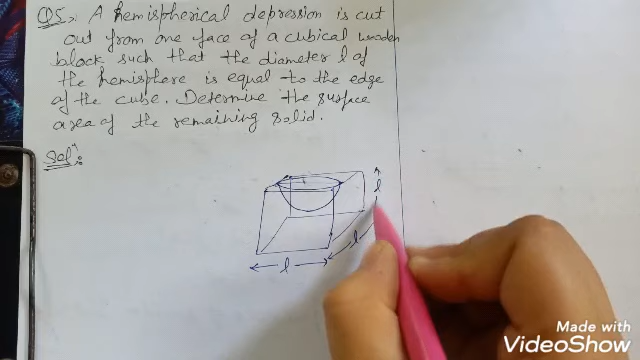 Q5:, A hemispherical depression is cut
out from one face of a cubical wooden
block such that the diameter l of
the hemisphere is equal to the edge
of the cube. Determine the surface
area of the remaining solid.
Solⁿ:
l
l
l
Made with
VideoShow